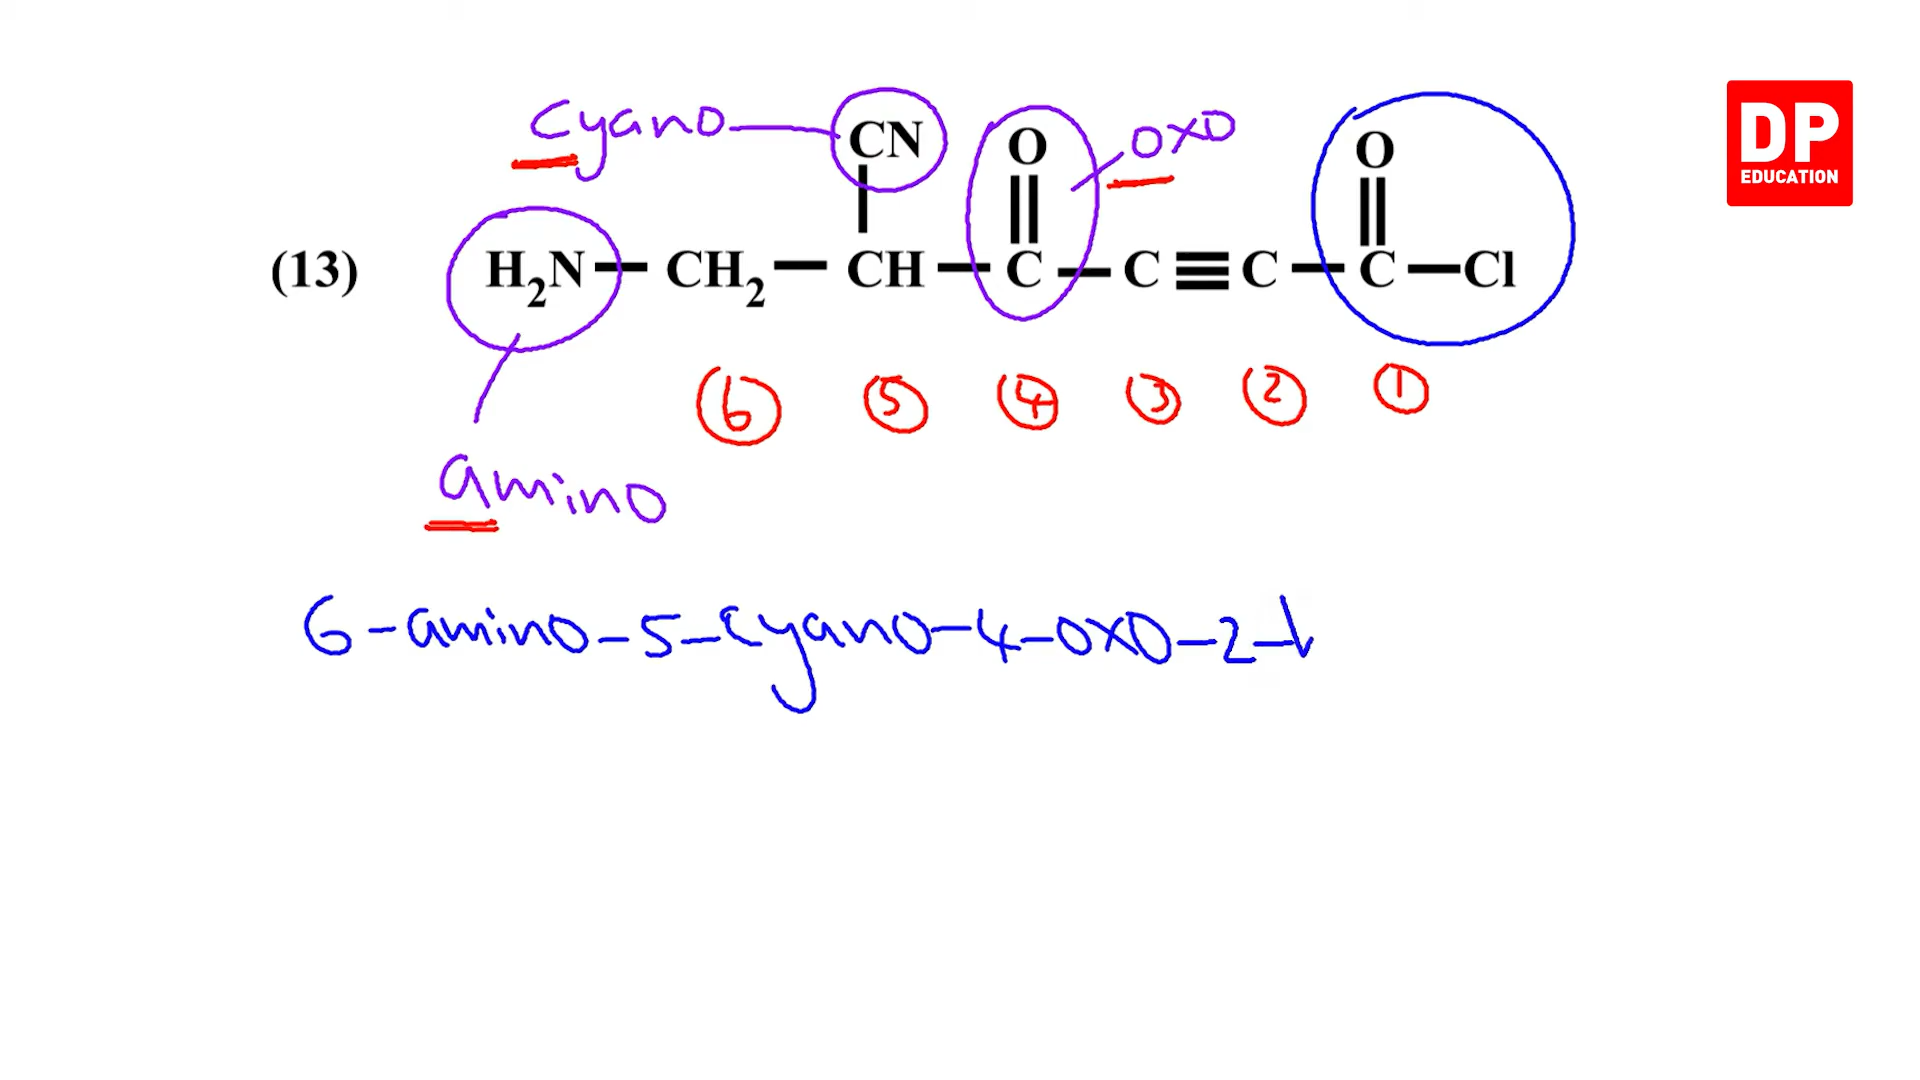 DP
EDUCATION
cyano CN O oxo O
(13) H2N CH2 CH C C≡C C Cl
6 5 4 3 2 1
amino
6-amino-5-cyano-4-oxo-2-